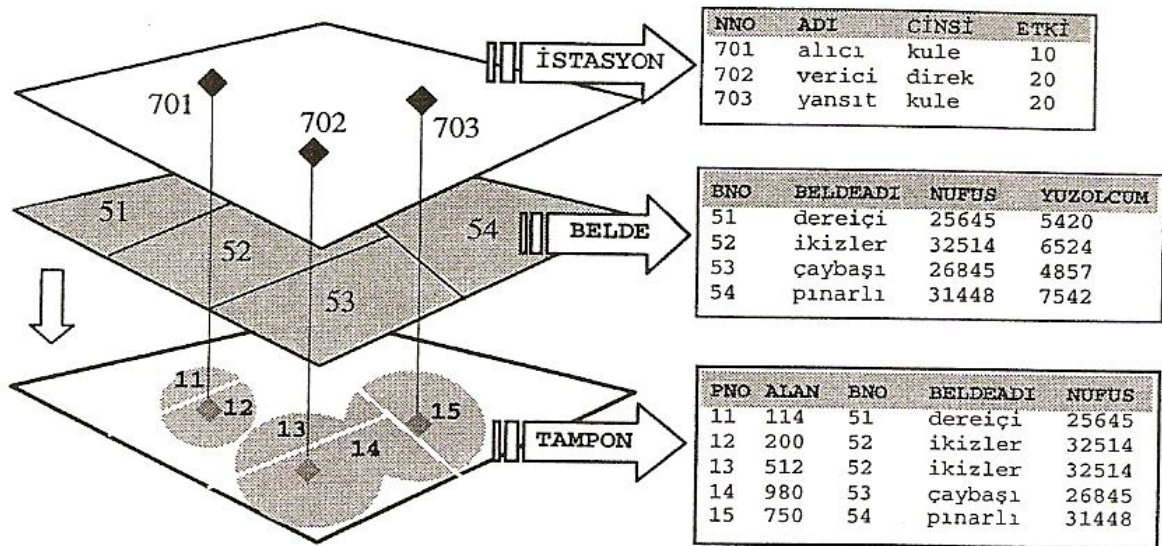 701
702
703
İSTASYON
NNO ADI CİNSİ ETKİ
701 alıcı kule 10
702 verici direk 20
703 yansıt kule 20
51
52
53
54
BELDE
BNO BELDEADI NUFUS YUZOLCUM
51 dereiçi 25645 5420
52 ikizler 32514 6524
53 çaybaşı 26845 4857
54 pınarlı 31448 7542
11
12
13
14
15
TAMPON
PNO ALAN BNO BELDEADI NUFUS
11 114 51 dereiçi 25645
12 200 52 ikizler 32514
13 512 52 ikizler 32514
14 980 53 çaybaşı 26845
15 750 54 pınarlı 31448